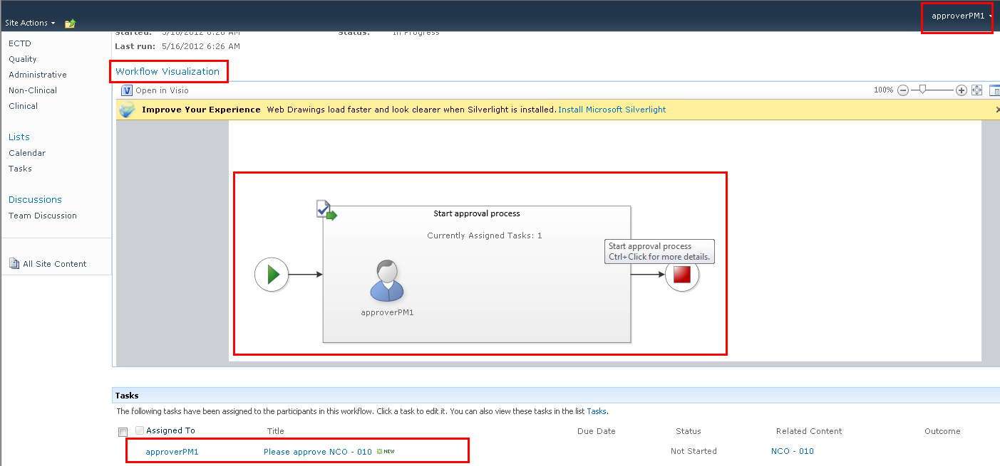 approverPM1
Site Actions
Started: 5/16/2012 6:26 AM Status: In Progress
Last run: 5/16/2012 6:26 AM
ECTD
Quality
Administrative
Non-Clinical
Clinical
Lists
Calendar
Tasks
Discussions
Team Discussion
All Site Content
Workflow Visualization
Open in Visio 100%
Improve Your Experience Web Drawings load faster and look clearer when Silverlight is installed. Install Microsoft Silverlight
Start approval process
Currently Assigned Tasks: 1
approverPM1
Start approval process
Ctrl+Click for more details.
Tasks
The following tasks have been assigned to the participants in this workflow. Click a task to edit it. You can also view these tasks in the list Tasks.
Assigned To Title Due Date Status Related Content Outcome
approverPM1 Please approve NCO - 010 NEW Not Started NCO - 010